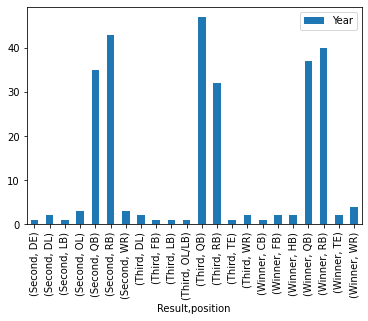 Year
40
30
20
10
0
(Second, DE)
(Second, DL)
(Second, LB)
(Second, OL)
(Second, QB)
(Second, RB)
(Second, WR)
(Third, DL)
(Third, FB)
(Third, LB)
(Third, OL/LB)
(Third, QB)
(Third, RB)
(Third, TE)
(Third, WR)
(Winner, CB)
(Winner, FB)
(Winner, HB)
(Winner, QB)
(Winner, RB)
(Winner, TE)
(Winner, WR)
Result,position